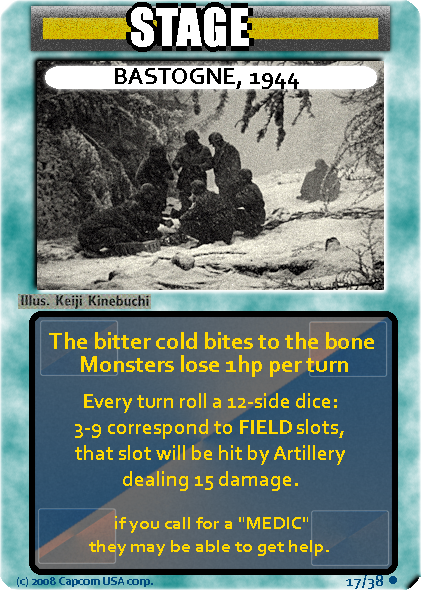 STAGE
BASTOGNE, 1944
Illus. Keiji Kinebuchi
The bitter cold bites to the bone
Monsters lose 1hp per turn
Every turn roll a 12-side dice:
3-9 correspond to FIELD slots,
that slot will be hit by Artillery
dealing 15 damage.
if you call for a "MEDIC"
they may be able to get help.
(c) 2008 Capcom USA corp.
17/38 ●